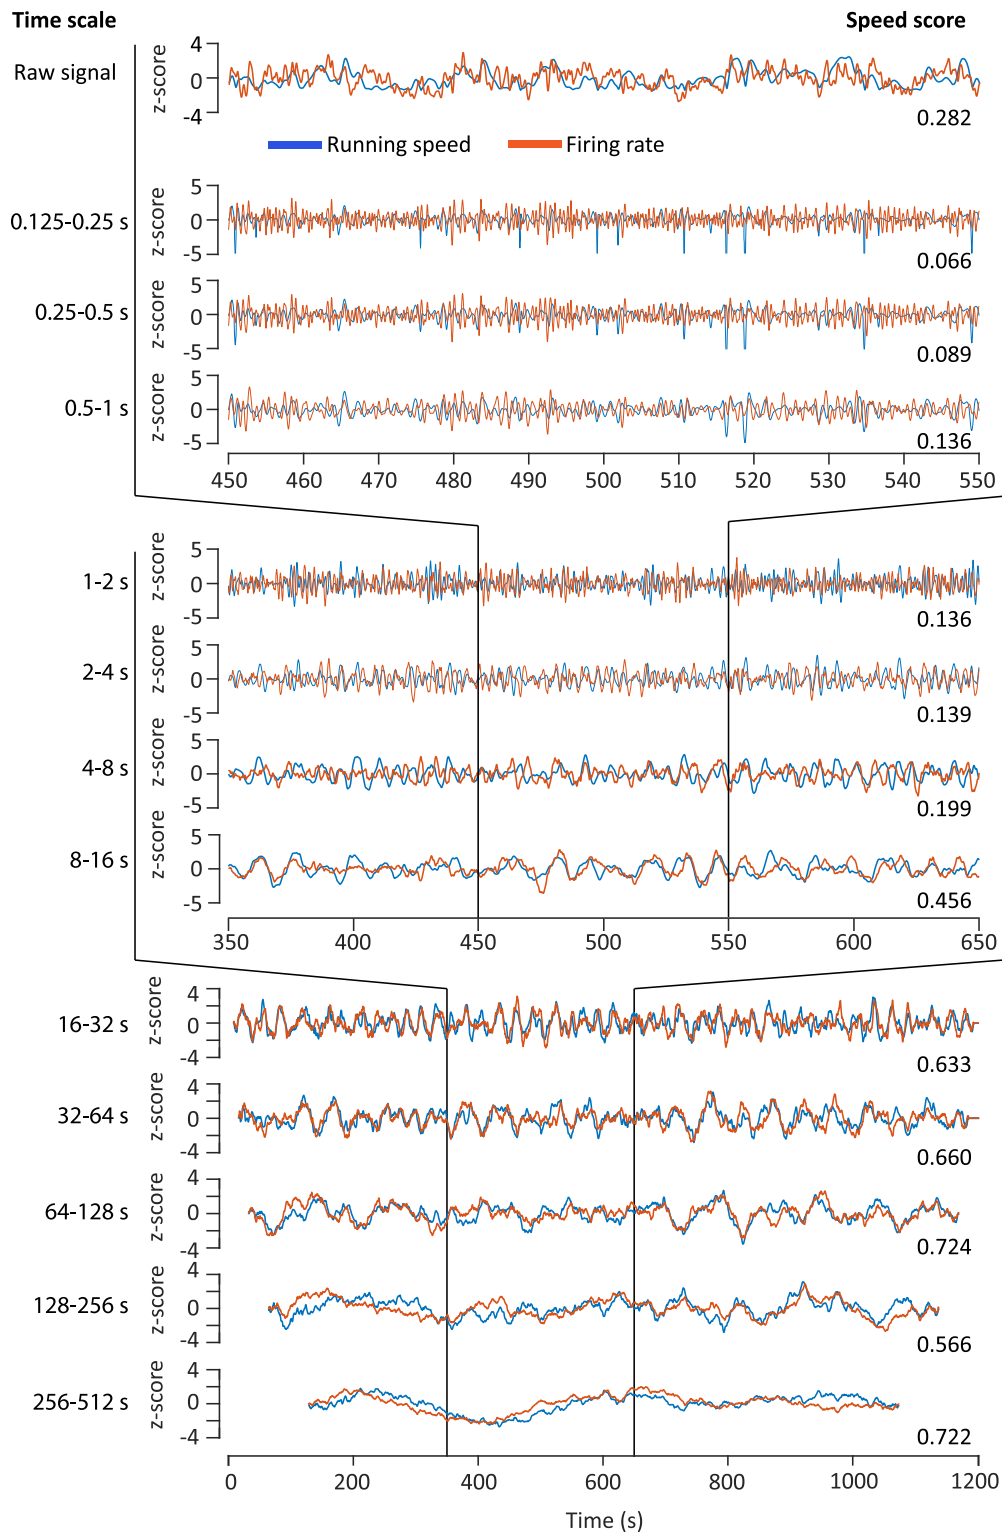 Time scale Speed score
Raw signal z-score 4 0 -4 0.282
Running speed Firing rate
0.125-0.25 s z-score 5 0 -5 0.066
0.25-0.5 s z-score 5 0 -5 0.089
0.5-1 s z-score 5 0 -5 0.136
450 460 470 480 490 500 510 520 530 540 550
1-2 s z-score 5 0 -5 0.136
2-4 s z-score 5 0 -5 0.139
4-8 s z-score 5 0 -5 0.199
8-16 s z-score 5 0 -5 0.456
350 400 450 500 550 600 650
16-32 s z-score 4 0 -4 0.633
32-64 s z-score 4 0 -4 0.660
64-128 s z-score 4 0 -4 0.724
128-256 s z-score 4 0 -4 0.566
256-512 s z-score 4 0 -4 0.722
0 200 400 600 800 1000 1200
Time (s)